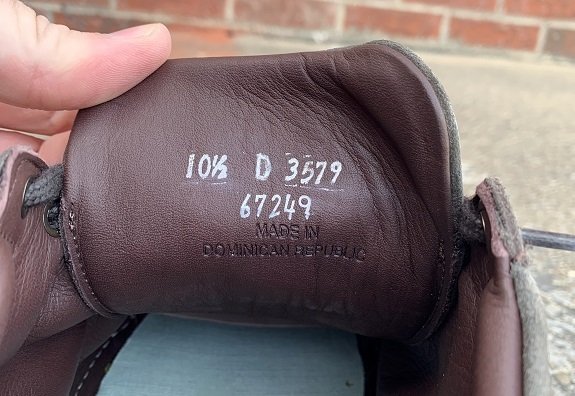 10½ D 3579
67249
MADE IN
DOMINICAN REPUBLIC